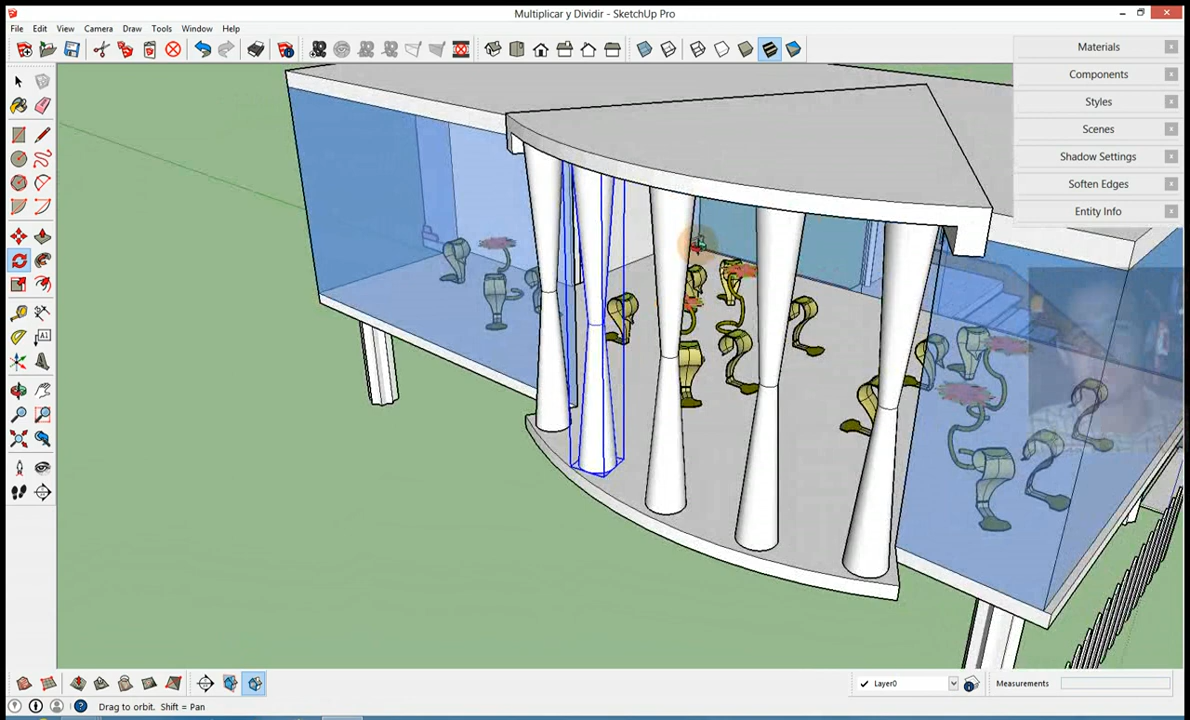 Multiplicar y Dividir - SketchUp Pro
File Edit View Camera Draw Tools Window Help
Materials
Components
Styles
Scenes
Shadow Settings
Soften Edges
Entity Info
A1
Layer0
Measurements
Drag to orbit. Shift = Pan